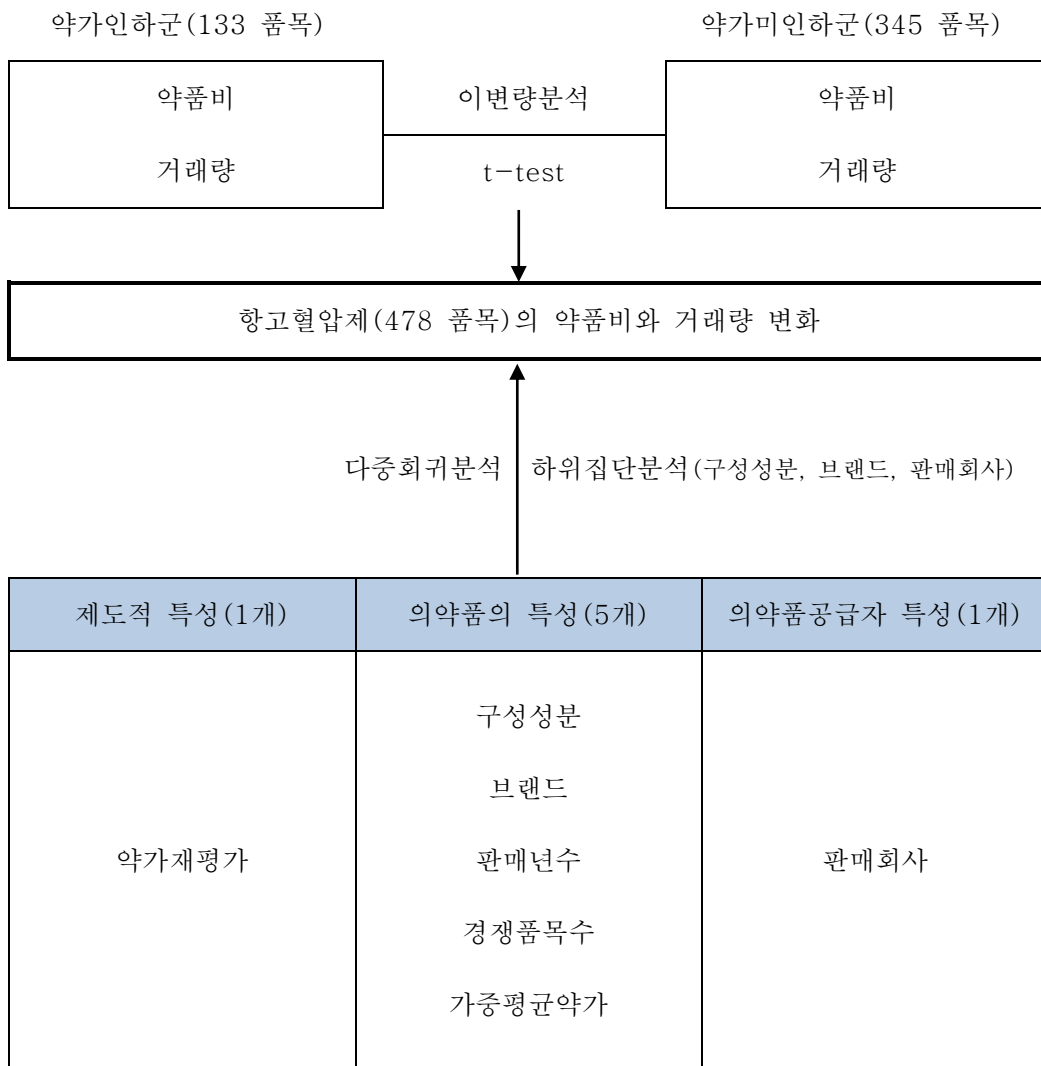 약가인하군(133 품목) 약가미인하군(345 품목)
약품비 이변량분석 약품비
거래량 t-test 거래량
항고혈압제(478 품목)의 약품비와 거래량 변화
다중회귀분석 하위집단분석(구성성분, 브랜드, 판매회사)
제도적 특성(1개) 의약품의 특성(5개) 의약품공급자 특성(1개)
구성성분
브랜드
약가재평가 판매년수 판매회사
경쟁품목수
가중평균약가